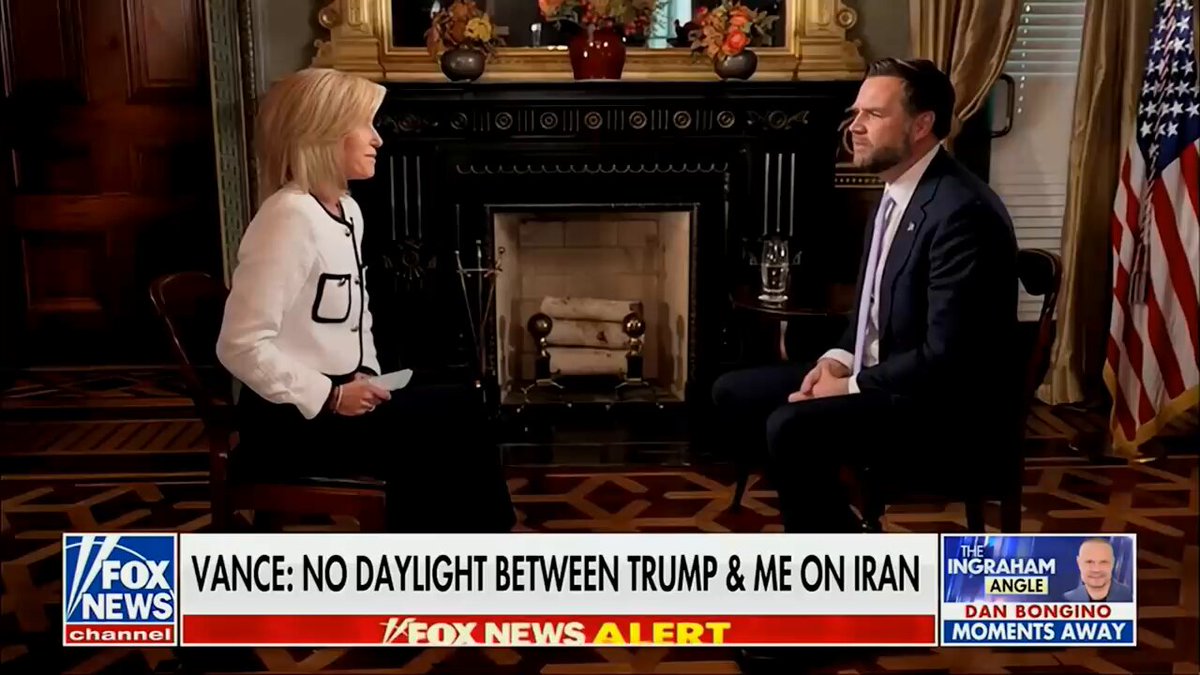 FOX
NEWS
channel
VANCE: NO DAYLIGHT BETWEEN TRUMP & ME ON IRAN
FOX NEWS ALERT
THE
INGRAHAM
ANGLE
DAN BONGINO
MOMENTS AWAY